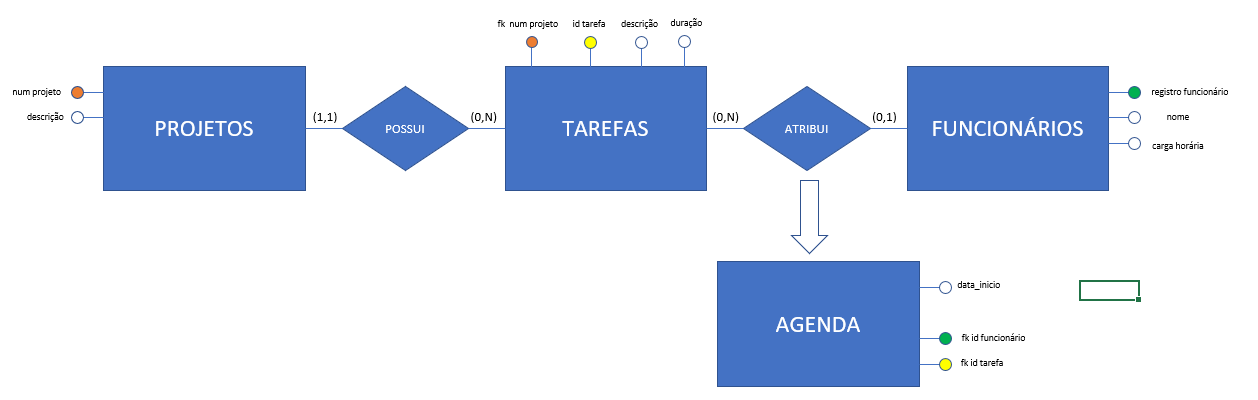 fk num projeto
id tarefa
descrição
duração
num projeto
descrição
PROJETOS
(1,1)
POSSUI
(0,N)
TAREFAS
(0,N)
ATRIBUI
(0,1)
FUNCIONÁRIOS
registro funcionário
nome
carga horária
AGENDA
data_inicio
fk id funcionário
fk id tarefa